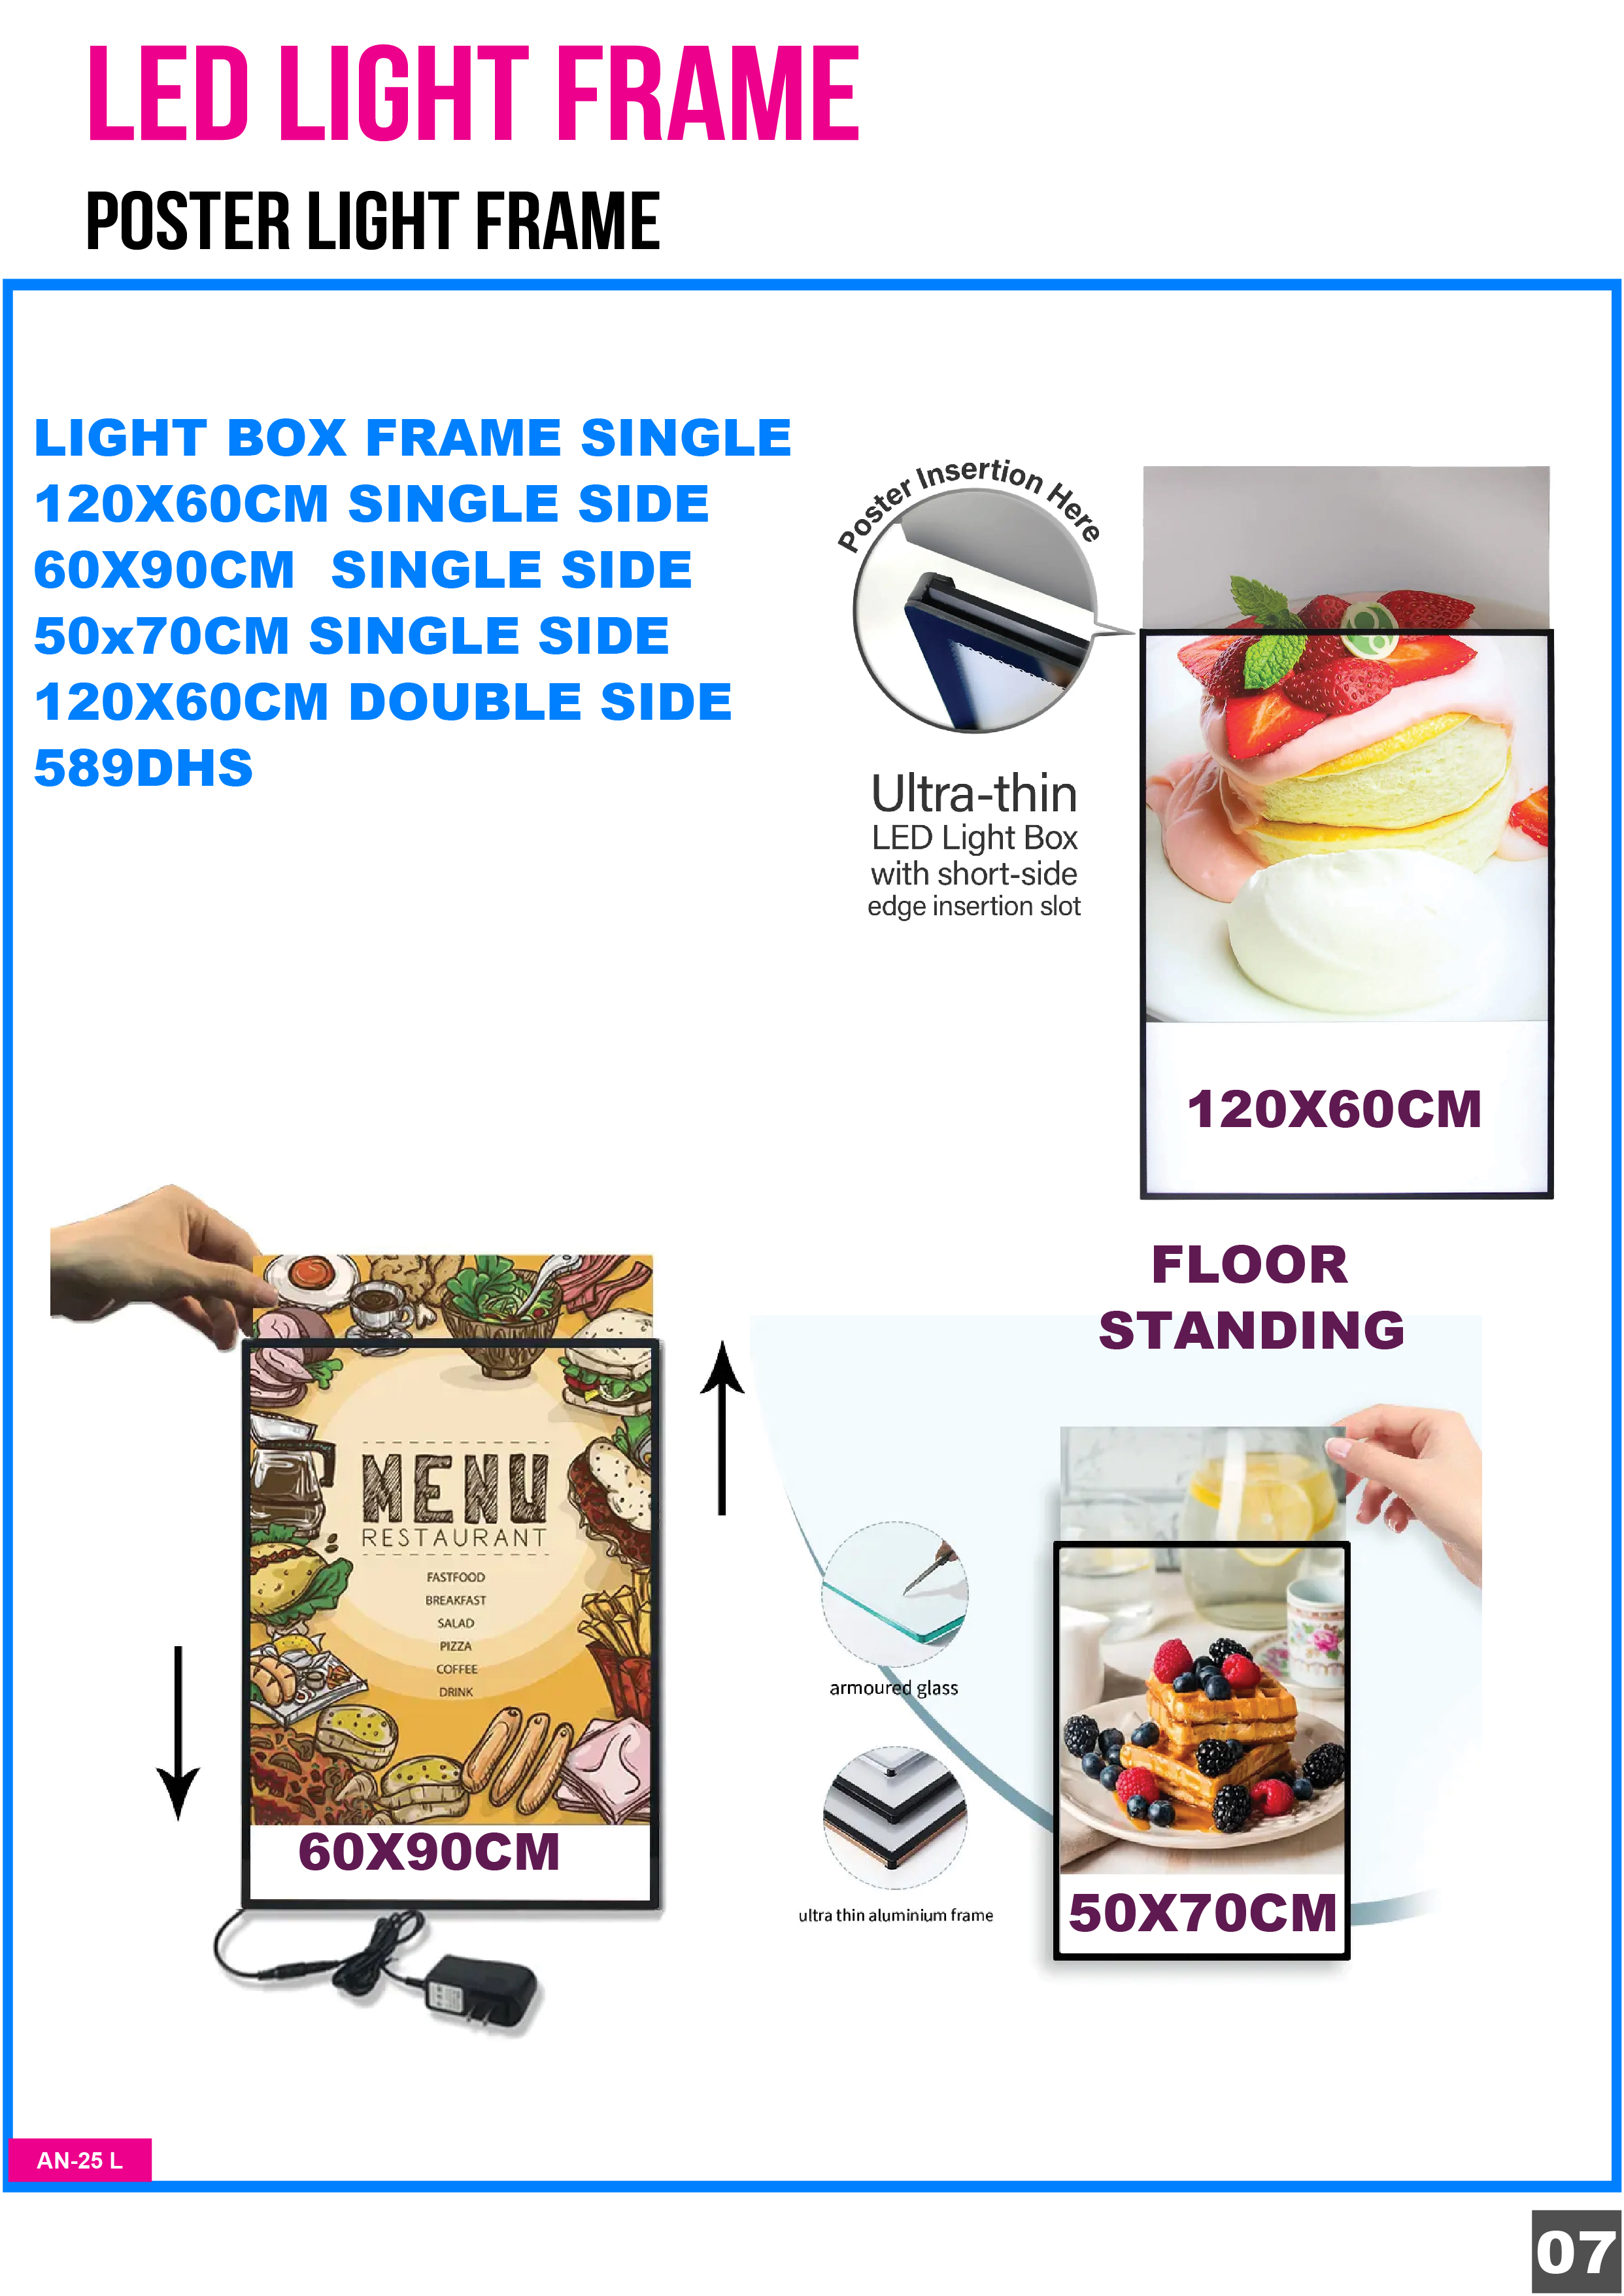 LED LIGHT FRAME
POSTER LIGHT FRAME
LIGHT BOX FRAME SINGLE
120X60CM SINGLE SIDE
60X90CM SINGLE SIDE
50x70CM SINGLE SIDE
120X60CM DOUBLE SIDE
589DHS
Poster Insertion Here
Ultra-thin
LED Light Box
with short-side
edge insertion slot
120X60CM
FLOOR
STANDING
MENU
RESTAURANT
FASTFOOD
BREAKFAST
SALAD
PIZZA
COFFEE
DRINK
60X90CM
armoured glass
ultra thin aluminium frame
50X70CM
AN-25 L
07